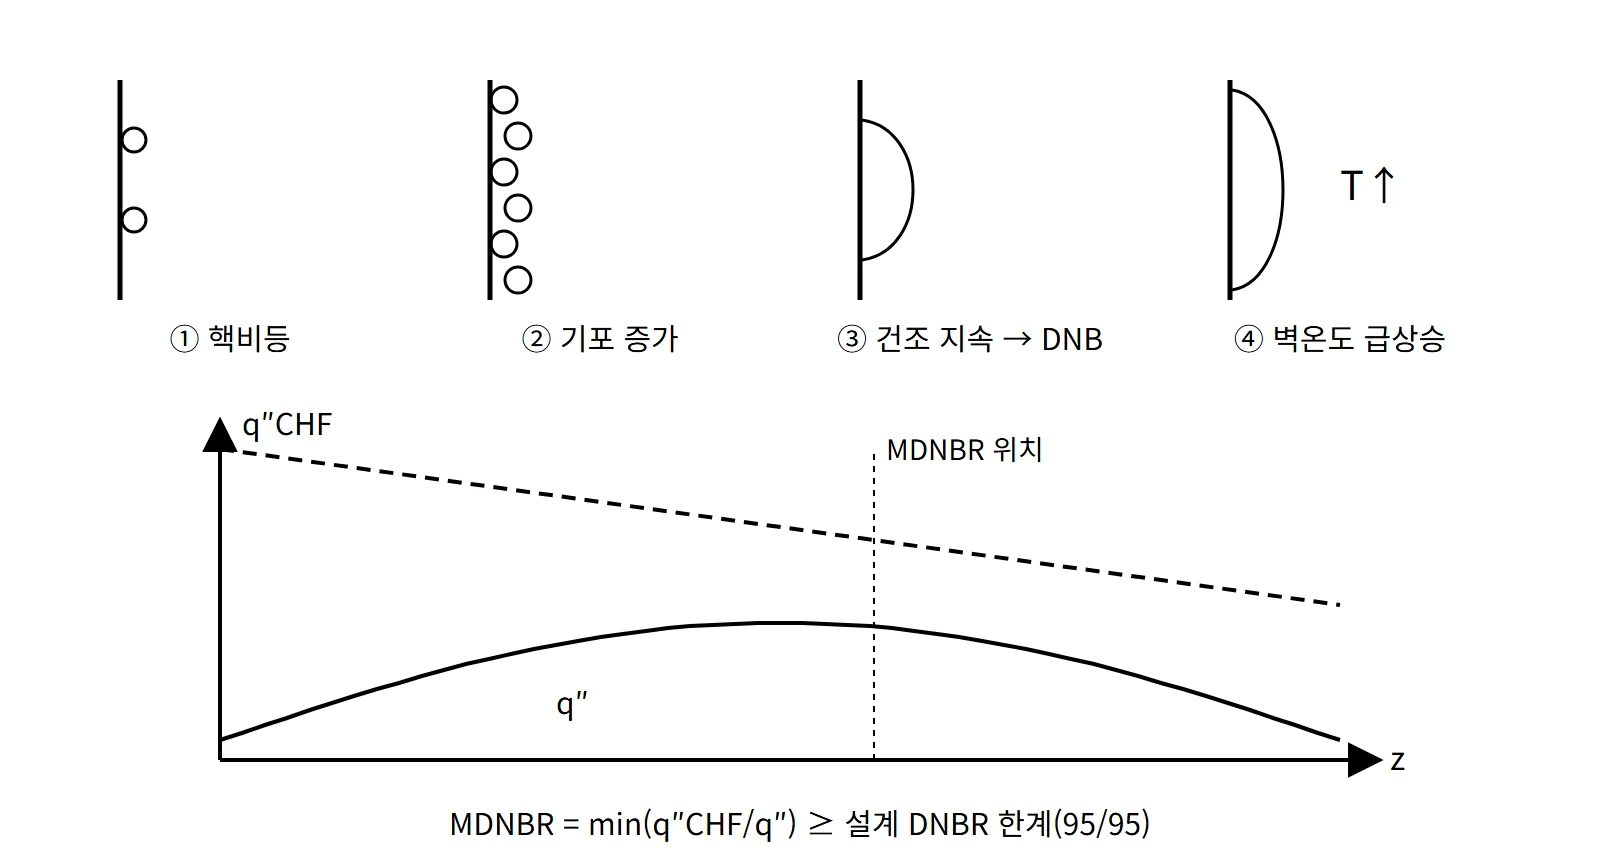 T ↑
① 핵비등
② 기포 증가
③ 건조 지속 → DNB
④ 벽온도 급상승
q″CHF
MDNBR 위치
q″
z
MDNBR = min(q″CHF/q″) ≥ 설계 DNBR 한계(95/95)